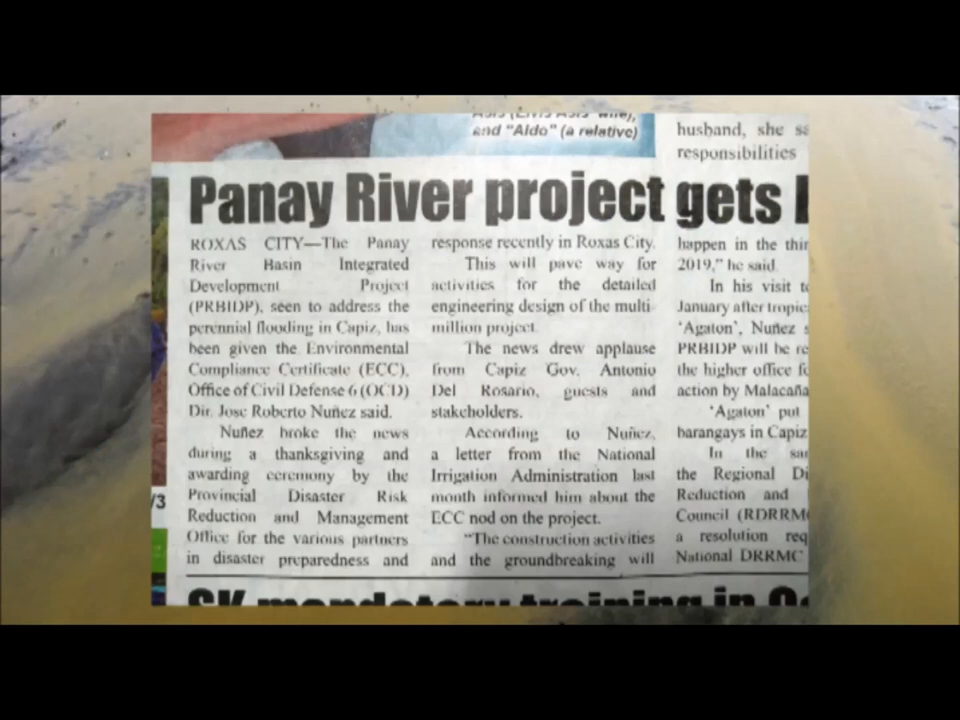 and "Aldo" (a relative)
husband, she
responsibilities
Panay River project gets
ROXAS CITY—The Panay
River Basin Integrated
Development Project
(PRBIDP), seen to address the
perennial flooding in Capiz, has
been given the Environmental
Compliance Certificate (ECC),
Office of Civil Defense 6 (OCD)
Dir. Jose Roberto Nuñez said.
Nuñez broke the news
during a thanksgiving and
awarding ceremony by the
Provincial Disaster Risk
Reduction and Management
Office for the various partners
in disaster preparedness and
response recently in Roxas City.
This will pave way for
activities for the detailed
engineering design of the multi-
million project.
The news drew applause
from Capiz Gov. Antonio
Del Rosario, guests and
stakeholders.
According to Nuñez,
a letter from the National
Irrigation Administration last
month informed him about the
ECC nod on the project.
"The construction activities
and the groundbreaking will
happen in the
2019," he said.
In his visit
January after
'Agaton', Nuñez
PRBIDP will be
the higher office
action by
'Agaton' put
barangays in Capiz
In the
the Regional
Reduction and
Council
a resolution
National DRRMC
/3
SK mandatory training in